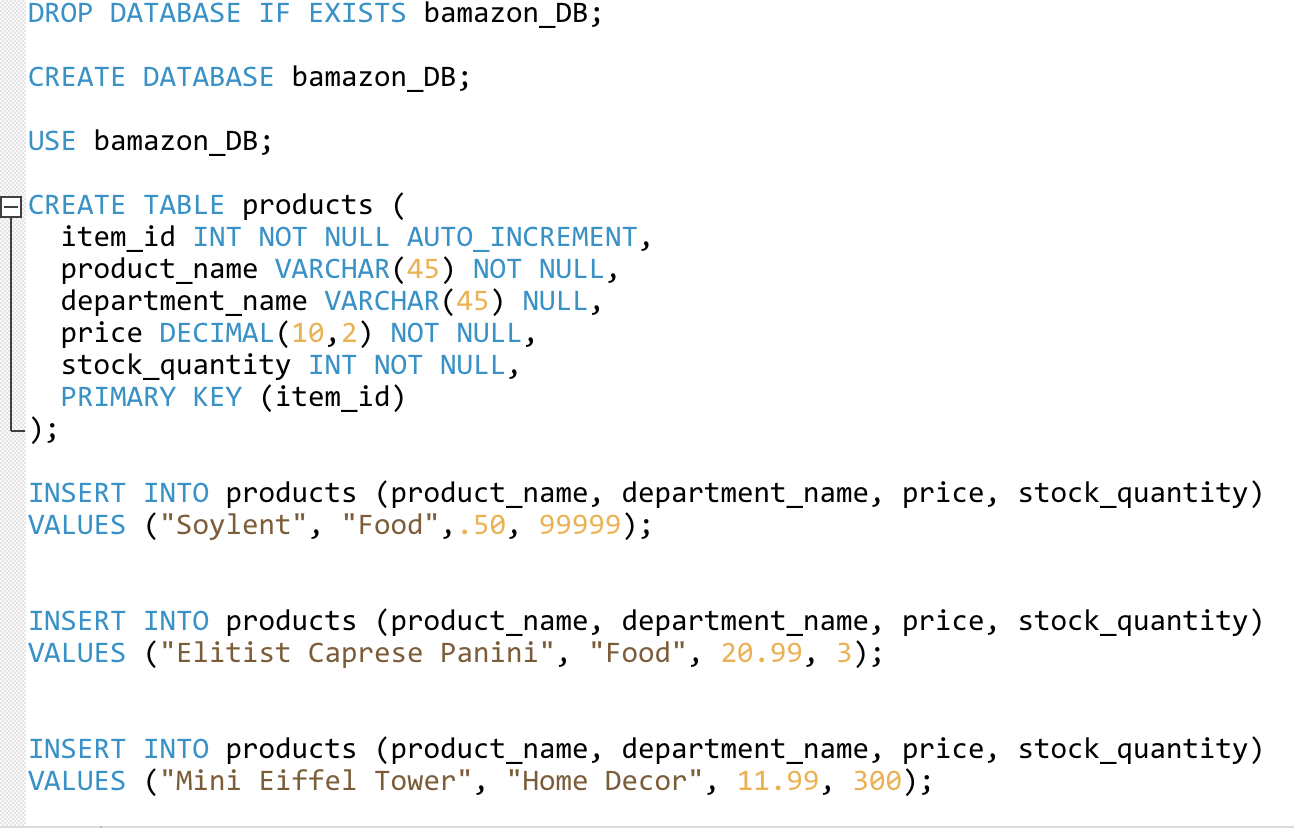 DROP DATABASE IF EXISTS bamazon_DB;
CREATE DATABASE bamazon_DB;
USE bamazon_DB;
CREATE TABLE products (
  item_id INT NOT NULL AUTO_INCREMENT,
  product_name VARCHAR(45) NOT NULL,
  department_name VARCHAR(45) NULL,
  price DECIMAL(10,2) NOT NULL,
  stock_quantity INT NOT NULL,
  PRIMARY KEY (item_id)
);
INSERT INTO products (product_name, department_name, price, stock_quantity)
VALUES ("Soylent", "Food",.50, 99999);
INSERT INTO products (product_name, department_name, price, stock_quantity)
VALUES ("Elitist Caprese Panini", "Food", 20.99, 3);
INSERT INTO products (product_name, department_name, price, stock_quantity)
VALUES ("Mini Eiffel Tower", "Home Decor", 11.99, 300);